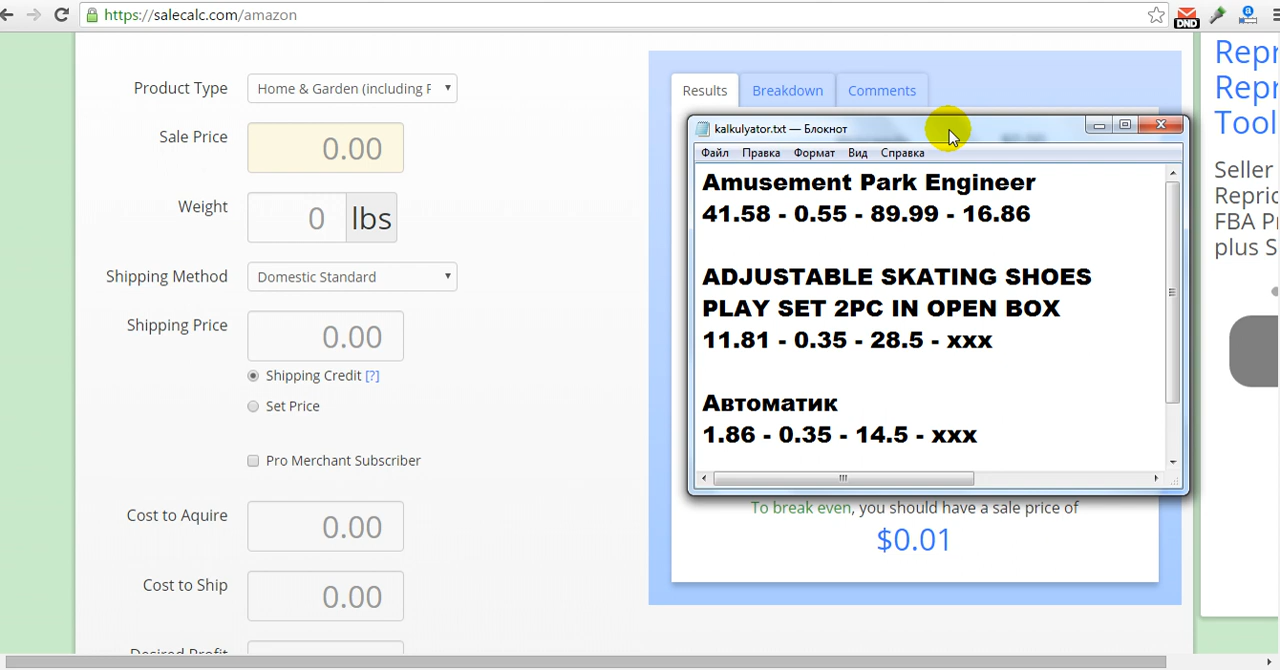 https://salecalc.com/amazon
DND
Product Type
Home & Garden (including
Sale Price
0.00
Weight
0 lbs
Shipping Method
Domestic Standard
Shipping Price
0.00
Shipping Credit [?]
Set Price
Pro Merchant Subscriber
Cost to Aquire
0.00
Cost to Ship
0.00
Desired Profit
Results
Breakdown
Comments
kalkulyator.txt — Блокнот
Файл Правка Формат Вид Справка
Amusement Park Engineer
41.58 - 0.55 - 89.99 - 16.86
ADJUSTABLE SKATING SHOES
PLAY SET 2PC IN OPEN BOX
11.81 - 0.35 - 28.5 - xxx
Автоматик
1.86 - 0.35 - 14.5 - xxx
To break even, you should have a sale price of
$0.01
Tool
Seller
plus